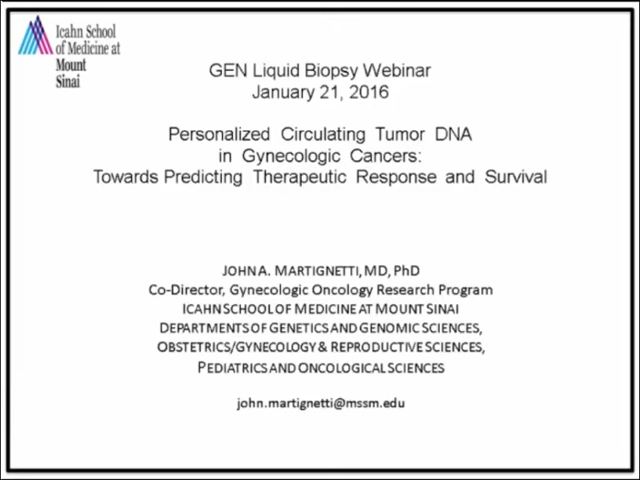 Icahn School
of Medicine at
Mount
Sinai
GEN Liquid Biopsy Webinar
January 21, 2016
Personalized Circulating Tumor DNA
in Gynecologic Cancers:
Towards Predicting Therapeutic Response and Survival
JOHN A. MARTIGNETTI, MD, PhD
Co-Director, Gynecologic Oncology Research Program
ICAHN SCHOOL OF MEDICINE AT MOUNT SINAI
DEPARTMENTS OF GENETICS AND GENOMIC SCIENCES,
OBSTETRICS/GYNECOLOGY & REPRODUCTIVE SCIENCES,
PEDIATRICS AND ONCOLOGICAL SCIENCES
john.martignetti@mssm.edu